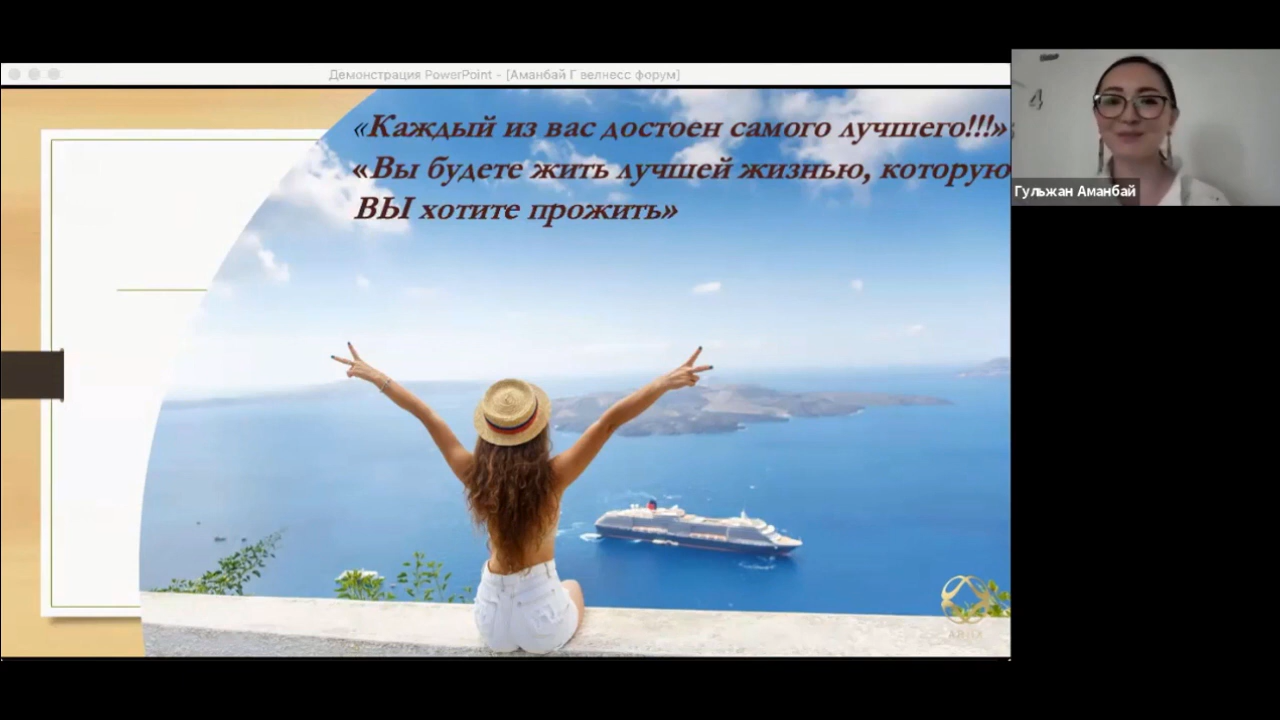 Демонстрация PowerPoint - [Аманбай Г велнесс форум]
«Каждый из вас достоен самого лучшего!!!»
«Вы будете жить лучшей жизнью, которую
ВЫ хотите прожить»
4
Гульжан Аманбай